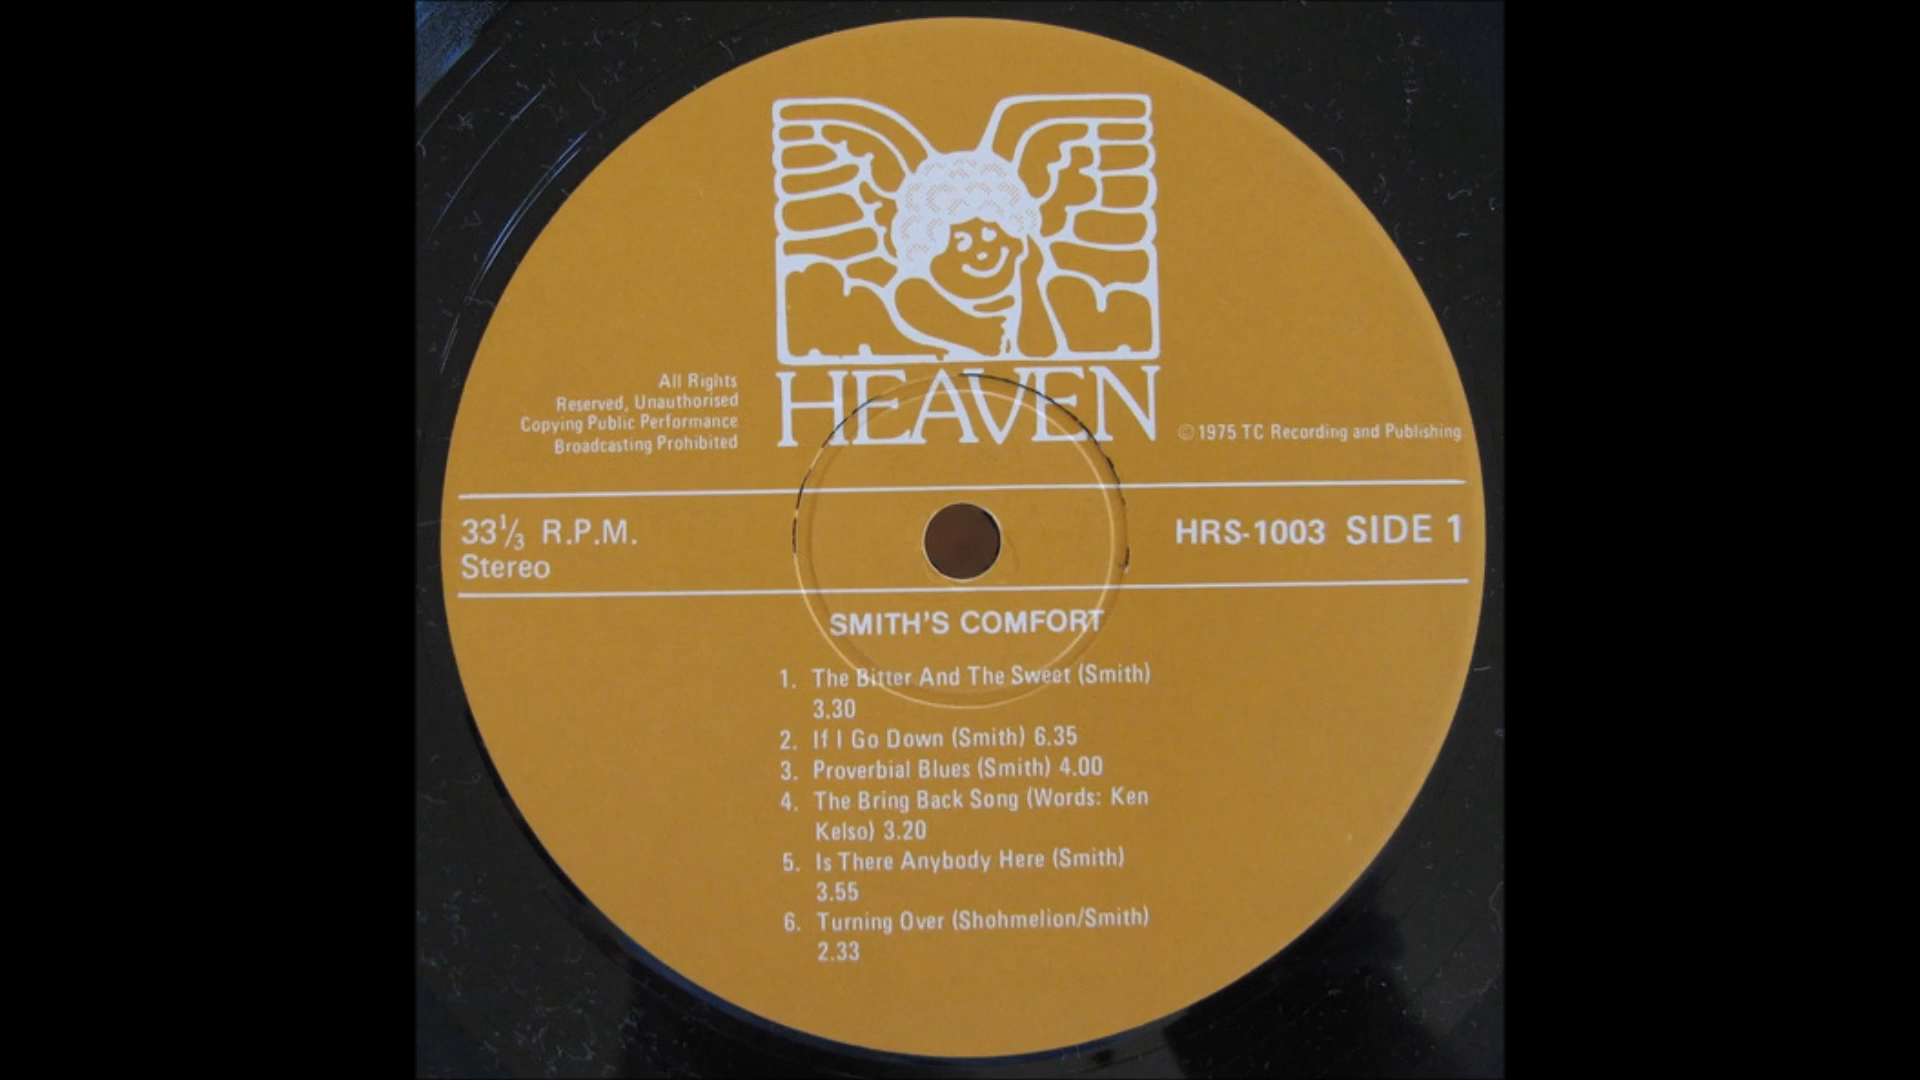 HEAVEN
All Rights
Reserved, Unauthorised
Copying Public Performance
Broadcasting Prohibited
© 1975 TC Recording and Publishing
33⅓ R.P.M.
Stereo
HRS-1003 SIDE 1
SMITH'S COMFORT
1. The Bitter And The Sweet (Smith)
3.30
2. If I Go Down (Smith) 6.35
3. Proverbial Blues (Smith) 4.00
4. The Bring Back Song (Words: Ken
Kelso) 3.20
5. Is There Anybody Here (Smith)
3.55
6. Turning Over (Shohmelion/Smith)
2.33